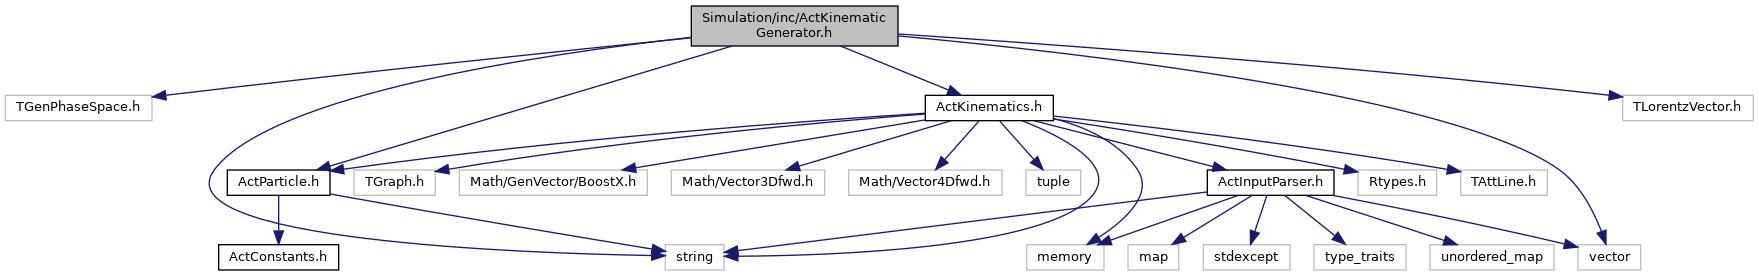 Simulation/inc/ActKinematic
Generator.h
TGenPhaseSpace.h
ActKinematics.h
TLorentzVector.h
ActParticle.h
TGraph.h
Math/GenVector/BoostX.h
Math/Vector3Dfwd.h
Math/Vector4Dfwd.h
tuple
ActInputParser.h
Rtypes.h
TAttLine.h
ActConstants.h
string
memory
map
stdexcept
type_traits
unordered_map
vector